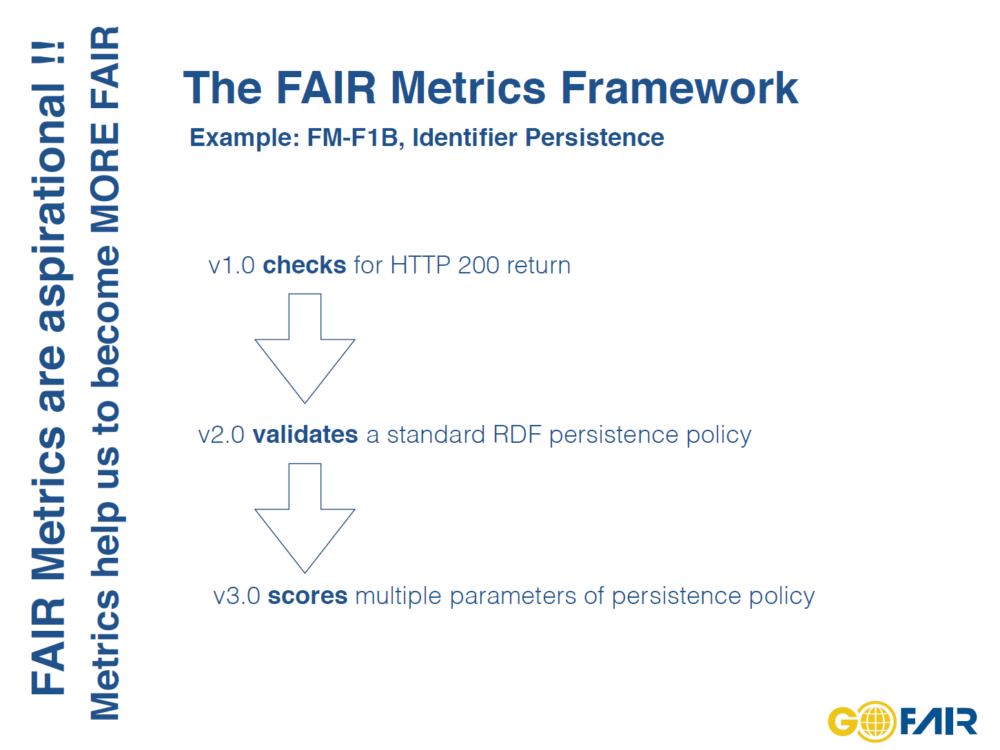 FAIR Metrics are aspirational !!
Metrics help us to become MORE FAIR
The FAIR Metrics Framework
Example: FM-F1B, Identifier Persistence
v1.0 checks for HTTP 200 return
v2.0 validates a standard RDF persistence policy
v3.0 scores multiple parameters of persistence policy
GO FAIR